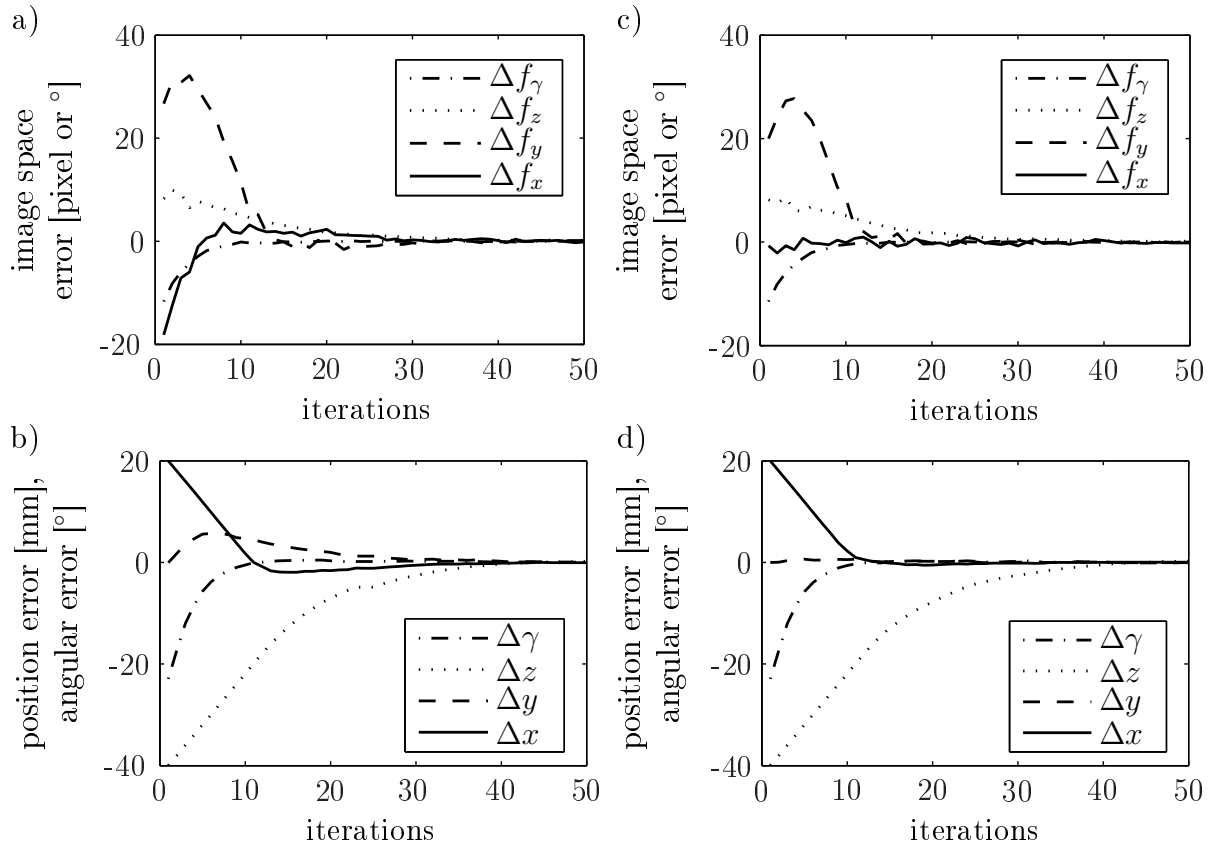 a)
image space
error [pixel or °]
40
20
0
-20
0 10 20 30 40 50
iterations
Δf_γ
Δf_z
Δf_y
Δf_x
c)
image space
error [pixel or °]
40
20
0
-20
0 10 20 30 40 50
iterations
Δf_γ
Δf_z
Δf_y
Δf_x
b)
position error [mm],
angular error [°]
20
0
-20
-40
0 10 20 30 40 50
iterations
Δγ
Δz
Δy
Δx
d)
position error [mm],
angular error [°]
20
0
-20
-40
0 10 20 30 40 50
iterations
Δγ
Δz
Δy
Δx